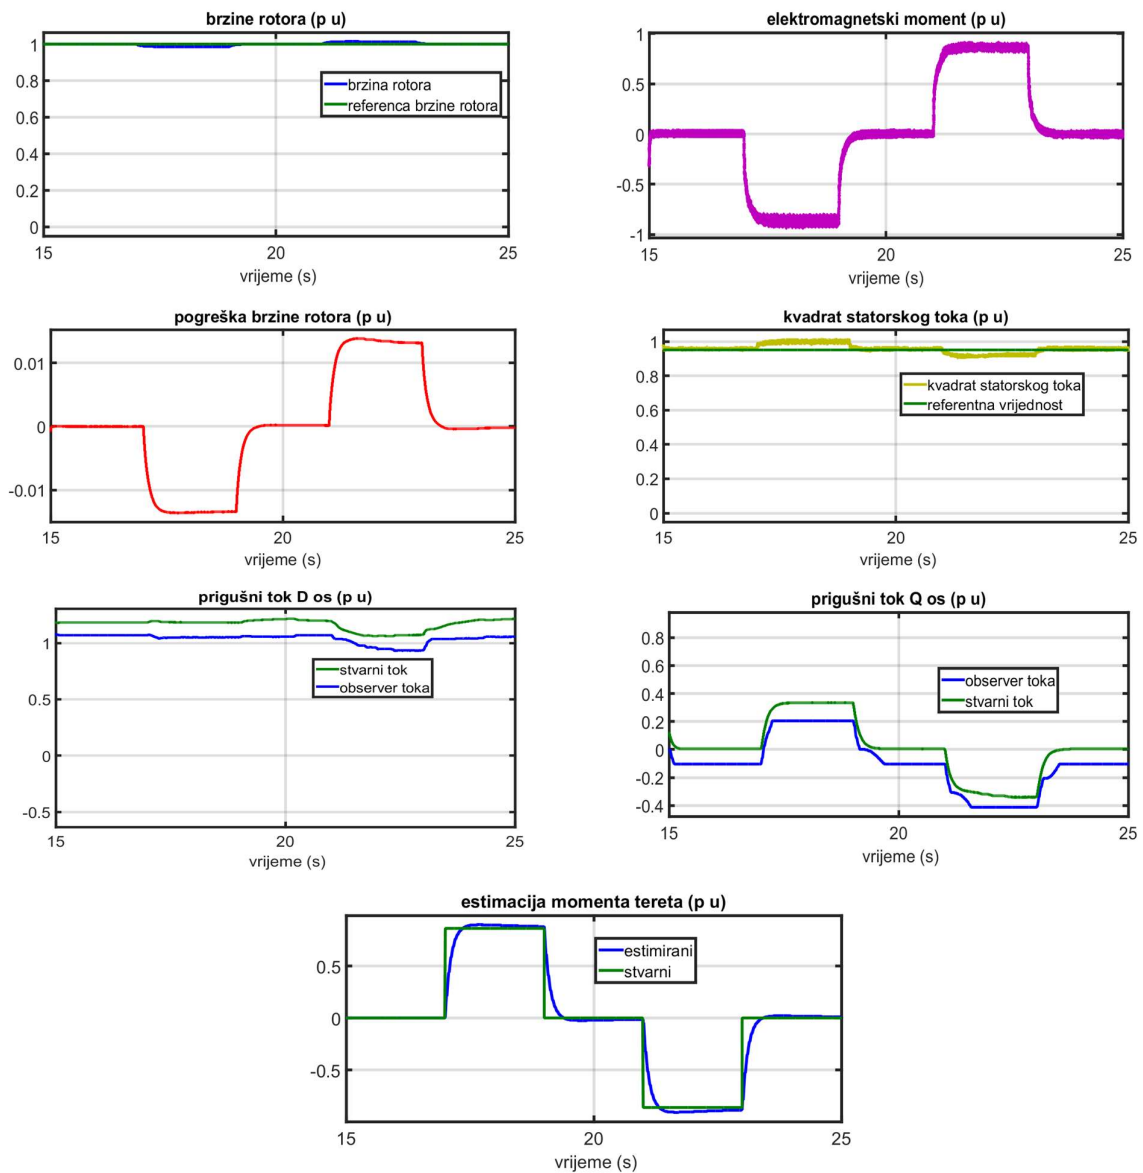 brzine rotora (p u)
1
0.8
0.6
0.4
0.2
0
brzina rotora
referenca brzine rotora
15
20
25
vrijeme (s)
elektromagnetski moment (p u)
1
0.5
0
-0.5
-1
15
20
25
vrijeme (s)
pogreška brzine rotora (p u)
0.01
0
-0.01
15
20
25
vrijeme (s)
kvadrat statorskog toka (p u)
1
0.8
0.6
0.4
0.2
0
kvadrat statorskog toka
referentna vrijednost
15
20
25
vrijeme (s)
prigušni tok D os (p u)
1
0.5
0
-0.5
stvarni tok
observer toka
15
20
25
vrijeme (s)
prigušni tok Q os (p u)
0.8
0.6
0.4
0.2
0
-0.2
-0.4
observer toka
stvarni tok
15
20
25
vrijeme (s)
estimacija momenta tereta (p u)
0.5
0
-0.5
estimirani
stvarni
15
20
25
vrijeme (s)